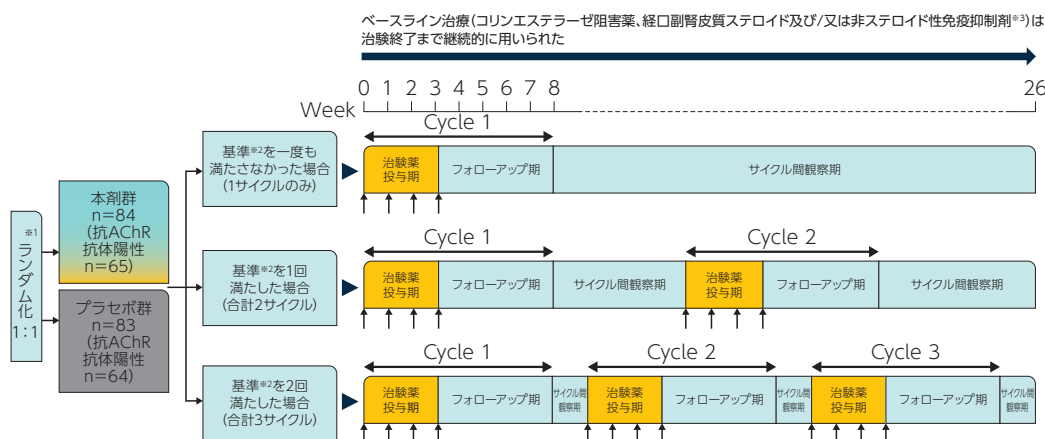 ベースライン治療(コリンエステラーゼ阻害薬、経口副腎皮質ステロイド及び/又は非ステロイド性免疫抑制剤※3)は
治験終了まで継続的に用いられた
Week
0 1 2 3 4 5 6 7 8 26
※1
ランダム化
1:1
本剤群
n=84
(抗AChR
抗体陽性
n=65)
プラセボ群
n=83
(抗AChR
抗体陽性
n=64)
基準※2を一度も
満たさなかった場合
(1サイクルのみ)
Cycle 1
治験薬
投与期
フォローアップ期
サイクル間観察期
基準※2を1回
満たした場合
(合計2サイクル)
Cycle 1
Cycle 2
治験薬
投与期
フォローアップ期
サイクル間観察期
治験薬
投与期
フォローアップ期
サイクル間観察期
基準※2を2回
満たした場合
(合計3サイクル)
Cycle 1
Cycle 2
Cycle 3
治験薬
投与期
フォローアップ期
サイクル間
観察期
治験薬
投与期
フォローアップ期
サイクル間
観察期
治験薬
投与期
フォローアップ期
サイクル間
観察期